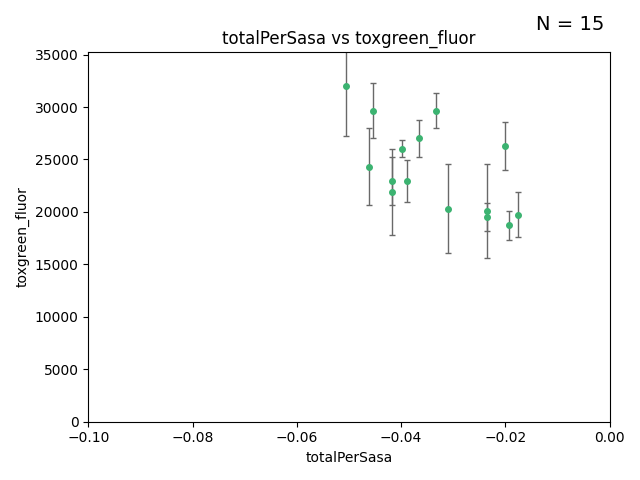 N = 15
totalPerSasa vs toxgreen_fluor
35000
30000
25000
20000
15000
10000
5000
0
toxgreen_fluor
−0.10 −0.08 −0.06 −0.04 −0.02 0.00
totalPerSasa